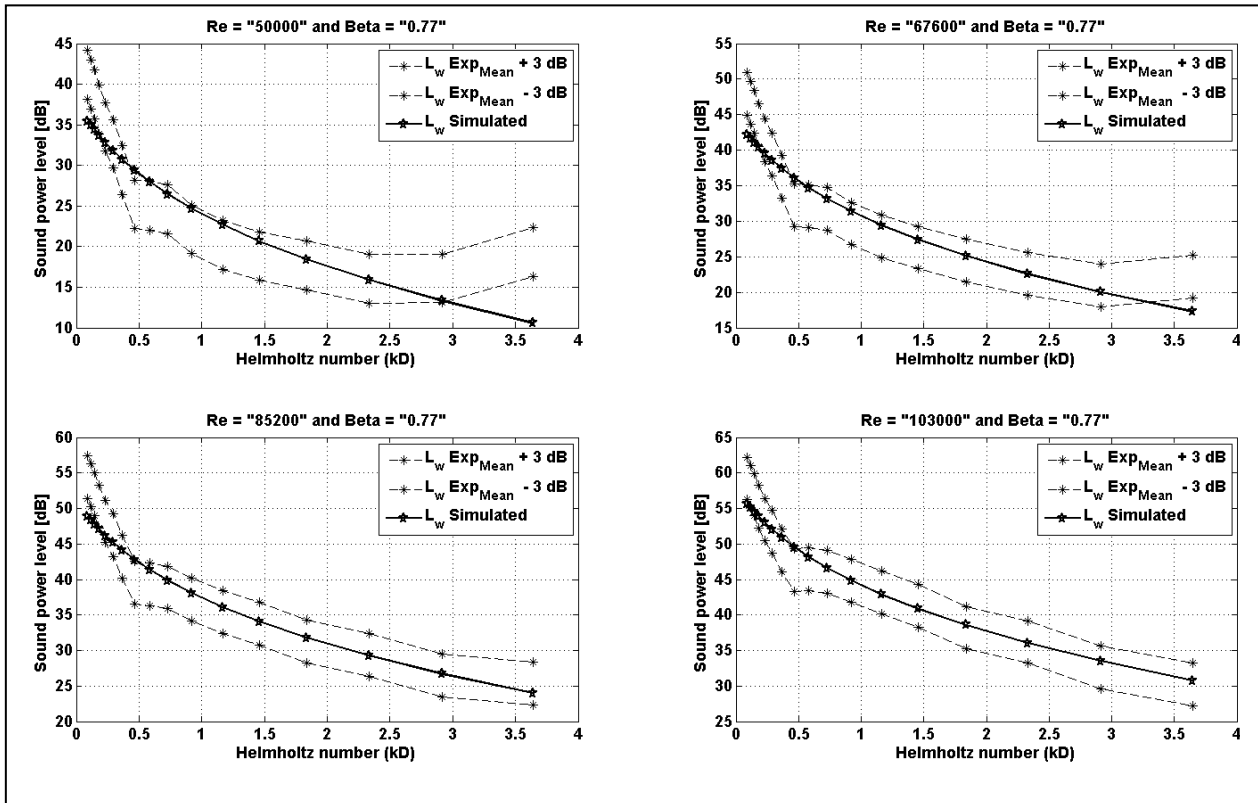 Re = "50000" and Beta = "0.77"
Sound power level [dB]
45
40
35
30
25
20
15
10
0 0.5 1 1.5 2 2.5 3 3.5 4
Helmholtz number (kD)
L_w Exp_Mean + 3 dB
L_w Exp_Mean - 3 dB
L_w Simulated
Re = "67600" and Beta = "0.77"
Sound power level [dB]
55
50
45
40
35
30
25
20
15
0 0.5 1 1.5 2 2.5 3 3.5 4
Helmholtz number (kD)
L_w Exp_Mean + 3 dB
L_w Exp_Mean - 3 dB
L_w Simulated
Re = "85200" and Beta = "0.77"
Sound power level [dB]
60
55
50
45
40
35
30
25
20
0 0.5 1 1.5 2 2.5 3 3.5 4
Helmholtz number (kD)
L_w Exp_Mean + 3 dB
L_w Exp_Mean - 3 dB
L_w Simulated
Re = "103000" and Beta = "0.77"
Sound power level [dB]
65
60
55
50
45
40
35
30
25
0 0.5 1 1.5 2 2.5 3 3.5 4
Helmholtz number (kD)
L_w Exp_Mean + 3 dB
L_w Exp_Mean - 3 dB
L_w Simulated